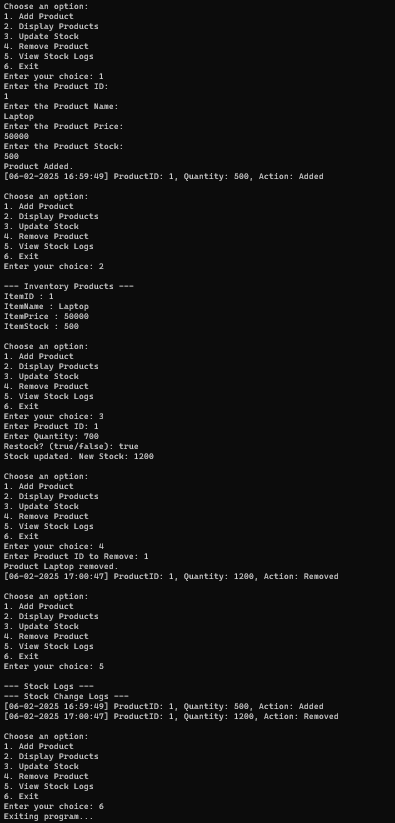 Choose an option:
1. Add Product
2. Display Products
3. Update Stock
4. Remove Product
5. View Stock Logs
6. Exit
Enter your choice: 1
Enter the Product ID:
1
Enter the Product Name:
Laptop
Enter the Product Price:
50000
Enter the Product Stock:
500
Product Added.
[06-02-2025 16:59:49] ProductID: 1, Quantity: 500, Action: Added

Choose an option:
1. Add Product
2. Display Products
3. Update Stock
4. Remove Product
5. View Stock Logs
6. Exit
Enter your choice: 2

--- Inventory Products ---
ItemID : 1
ItemName : Laptop
ItemPrice : 50000
ItemStock : 500

Choose an option:
1. Add Product
2. Display Products
3. Update Stock
4. Remove Product
5. View Stock Logs
6. Exit
Enter your choice: 3
Enter Product ID: 1
Enter Quantity: 700
Restock? (true/false): true
Stock updated. New Stock: 1200

Choose an option:
1. Add Product
2. Display Products
3. Update Stock
4. Remove Product
5. View Stock Logs
6. Exit
Enter your choice: 4
Enter Product ID to Remove: 1
Product Laptop removed.
[06-02-2025 17:00:47] ProductID: 1, Quantity: 1200, Action: Removed

Choose an option:
1. Add Product
2. Display Products
3. Update Stock
4. Remove Product
5. View Stock Logs
6. Exit
Enter your choice: 5

--- Stock Logs ---
--- Stock Change Logs ---
[06-02-2025 16:59:49] ProductID: 1, Quantity: 500, Action: Added
[06-02-2025 17:00:47] ProductID: 1, Quantity: 1200, Action: Removed

Choose an option:
1. Add Product
2. Display Products
3. Update Stock
4. Remove Product
5. View Stock Logs
6. Exit
Enter your choice: 6
Exiting program...